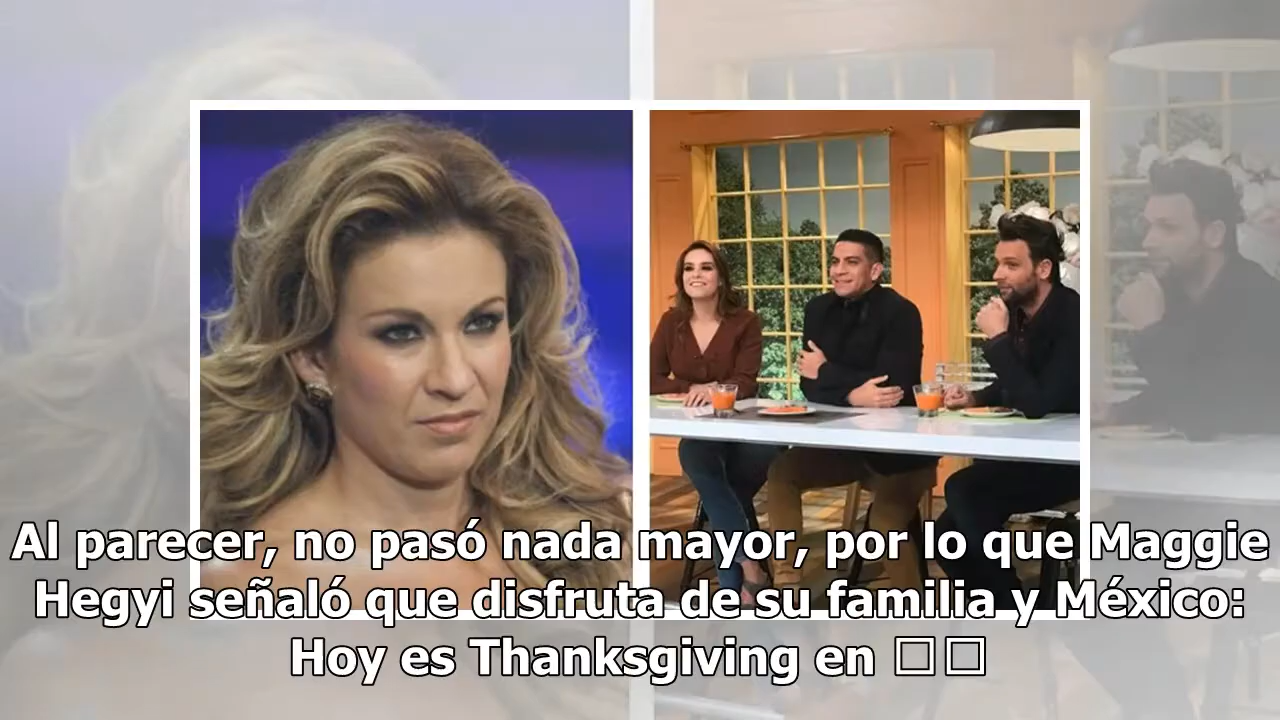 Al parecer, no pasó nada mayor, por lo que Maggie
Hegyi señaló que disfruta de su familia y México:
Hoy es Thanksgiving en □□